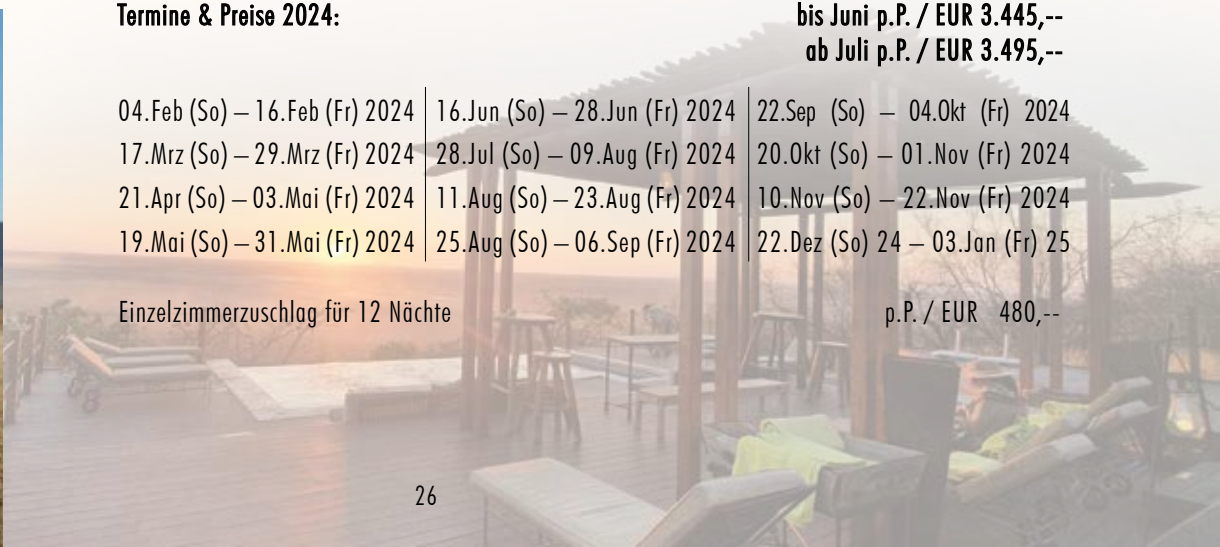 Termine & Preise 2024: bis Juni p.P. / EUR 3.445,--
ab Juli p.P. / EUR 3.495,--
04.Feb (So) – 16.Feb (Fr) 2024 16.Jun (So) – 28.Jun (Fr) 2024 22.Sep (So) – 04.Okt (Fr) 2024
17.Mrz (So) – 29.Mrz (Fr) 2024 28.Jul (So) – 09.Aug (Fr) 2024 20.Okt (So) – 01.Nov (Fr) 2024
21.Apr (So) – 03.Mai (Fr) 2024 11.Aug (So) – 23.Aug (Fr) 2024 10.Nov (So) – 22.Nov (Fr) 2024
19.Mai (So) – 31.Mai (Fr) 2024 25.Aug (So) – 06.Sep (Fr) 2024 22.Dez (So) 24 – 03.Jan (Fr) 25
Einzelzimmerzuschlag für 12 Nächte p.P. / EUR 480,--
26